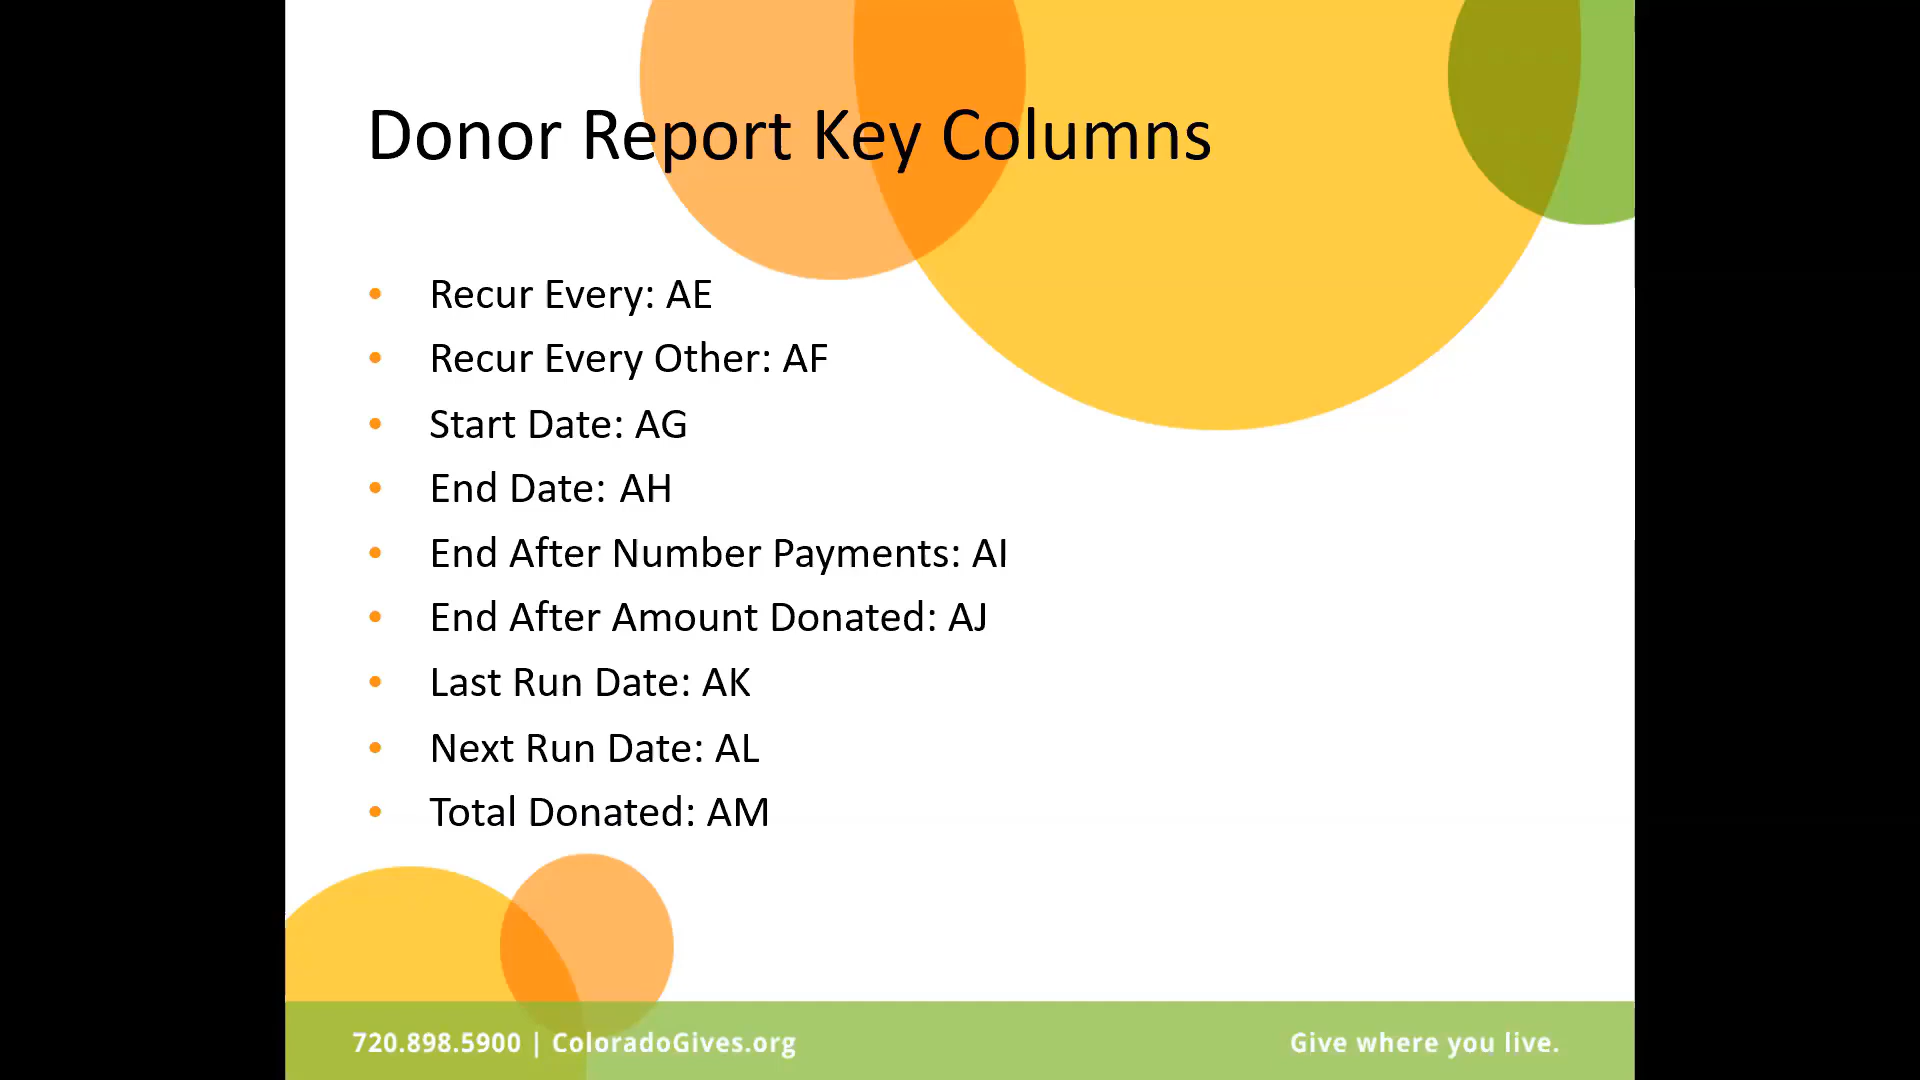 Donor Report Key Columns
• Recur Every: AE
• Recur Every Other: AF
• Start Date: AG
• End Date: AH
• End After Number Payments: AI
• End After Amount Donated: AJ
• Last Run Date: AK
• Next Run Date: AL
• Total Donated: AM
720.898.5900 | ColoradoGives.org
Give where you live.